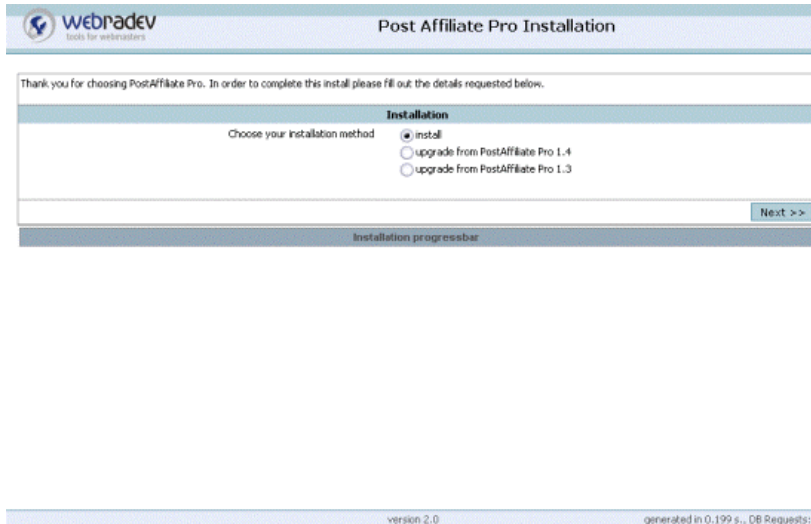 webradev
tools for webmasters
Post Affiliate Pro Installation
Thank you for choosing PostAffiliate Pro. In order to complete this install please fill out the details requested below.
Installation
Choose your installation method
install
upgrade from PostAffiliate Pro 1.4
upgrade from PostAffiliate Pro 1.3
Next >>
Installation progressbar
version 2.0
generated in 0.199 s., DB Requests: